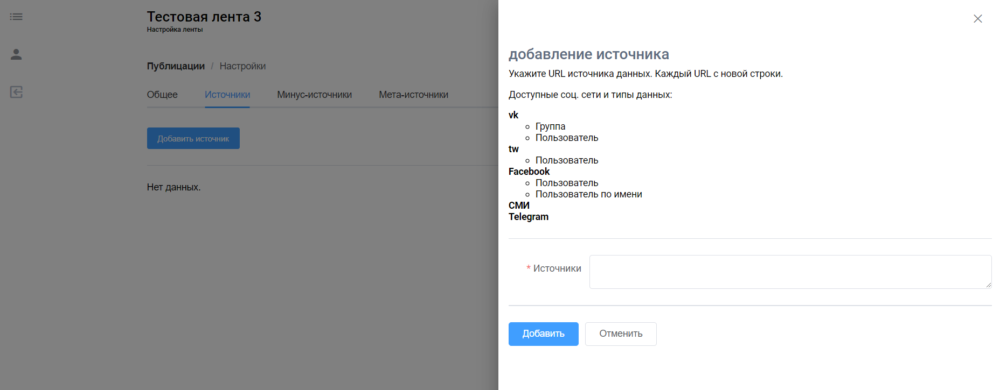 Тестовая лента 3
Настройка ленты
Публицации / Настройки
Общее Источники Минус-источники Мета-источники
Добавить источник
Нет данных.
добавление источника
Укажите URL источника данных. Каждый URL с новой строки.
Доступные соц. сети и типы данных:
vk
Группа
Пользователь
tw
Пользователь
Facebook
Пользователь
Пользователь по имени
СМИ
Telegram
* Источники
Добавить Отменить